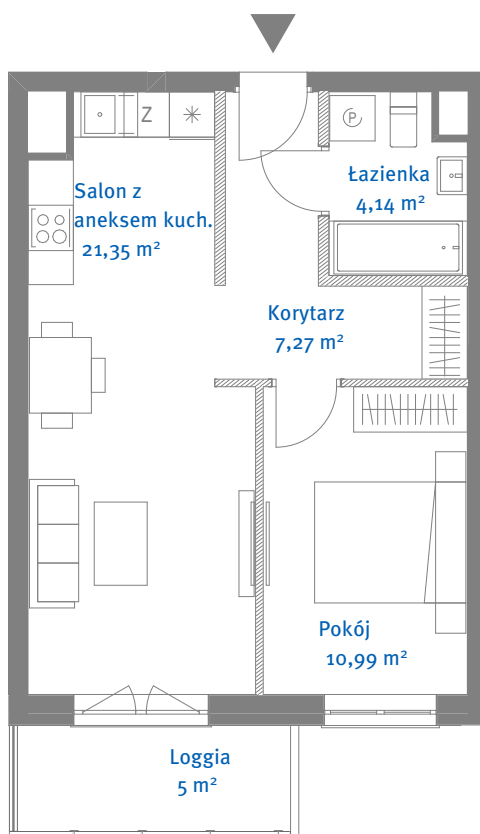 Z
P
Salon z
aneksem kuch.
21,35 m²
Łazienka
4,14 m²
Korytarz
7,27 m²
Pokój
10,99 m²
Loggia
5 m²